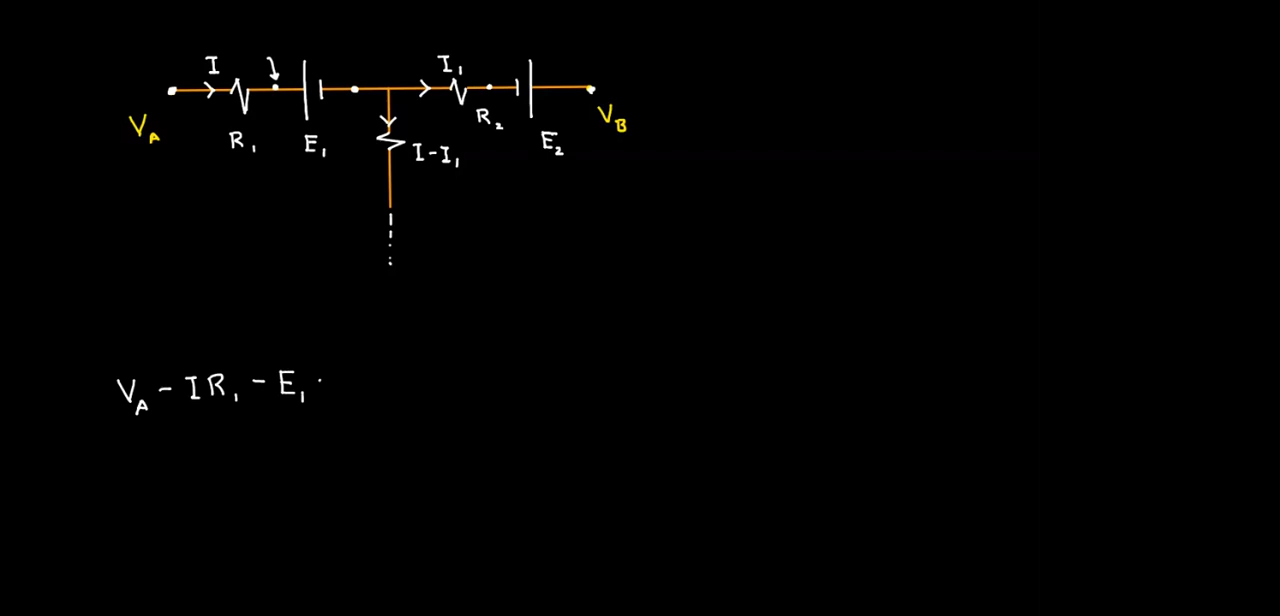 I I₁
V_A R₁ E₁ I-I₁ R₂ E₂ V_B
V_A - IR₁ - E₁